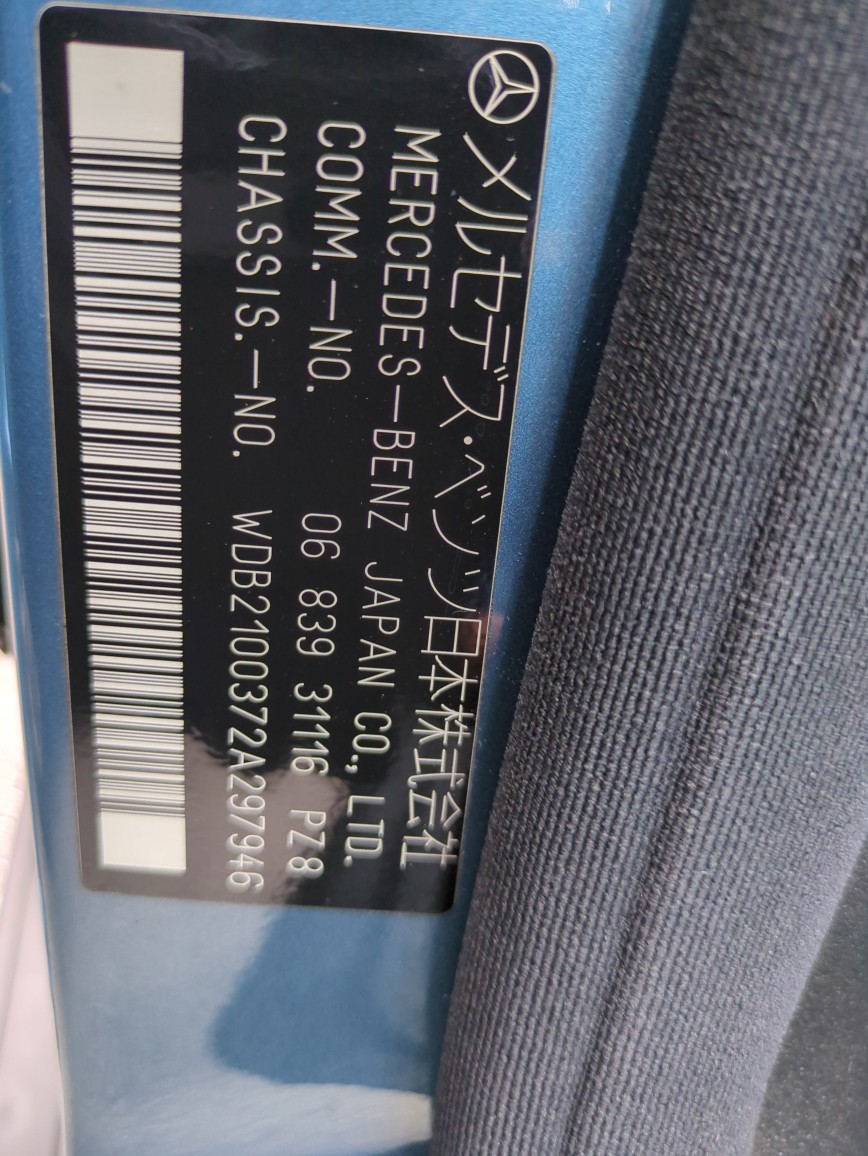 メルセデス・ベンツ日本株式会社
MERCEDES-BENZ JAPAN CO., LTD.
COMM.-NO. 06 839 31116 PZ8
CHASSIS.-NO. WDB2100372A297946